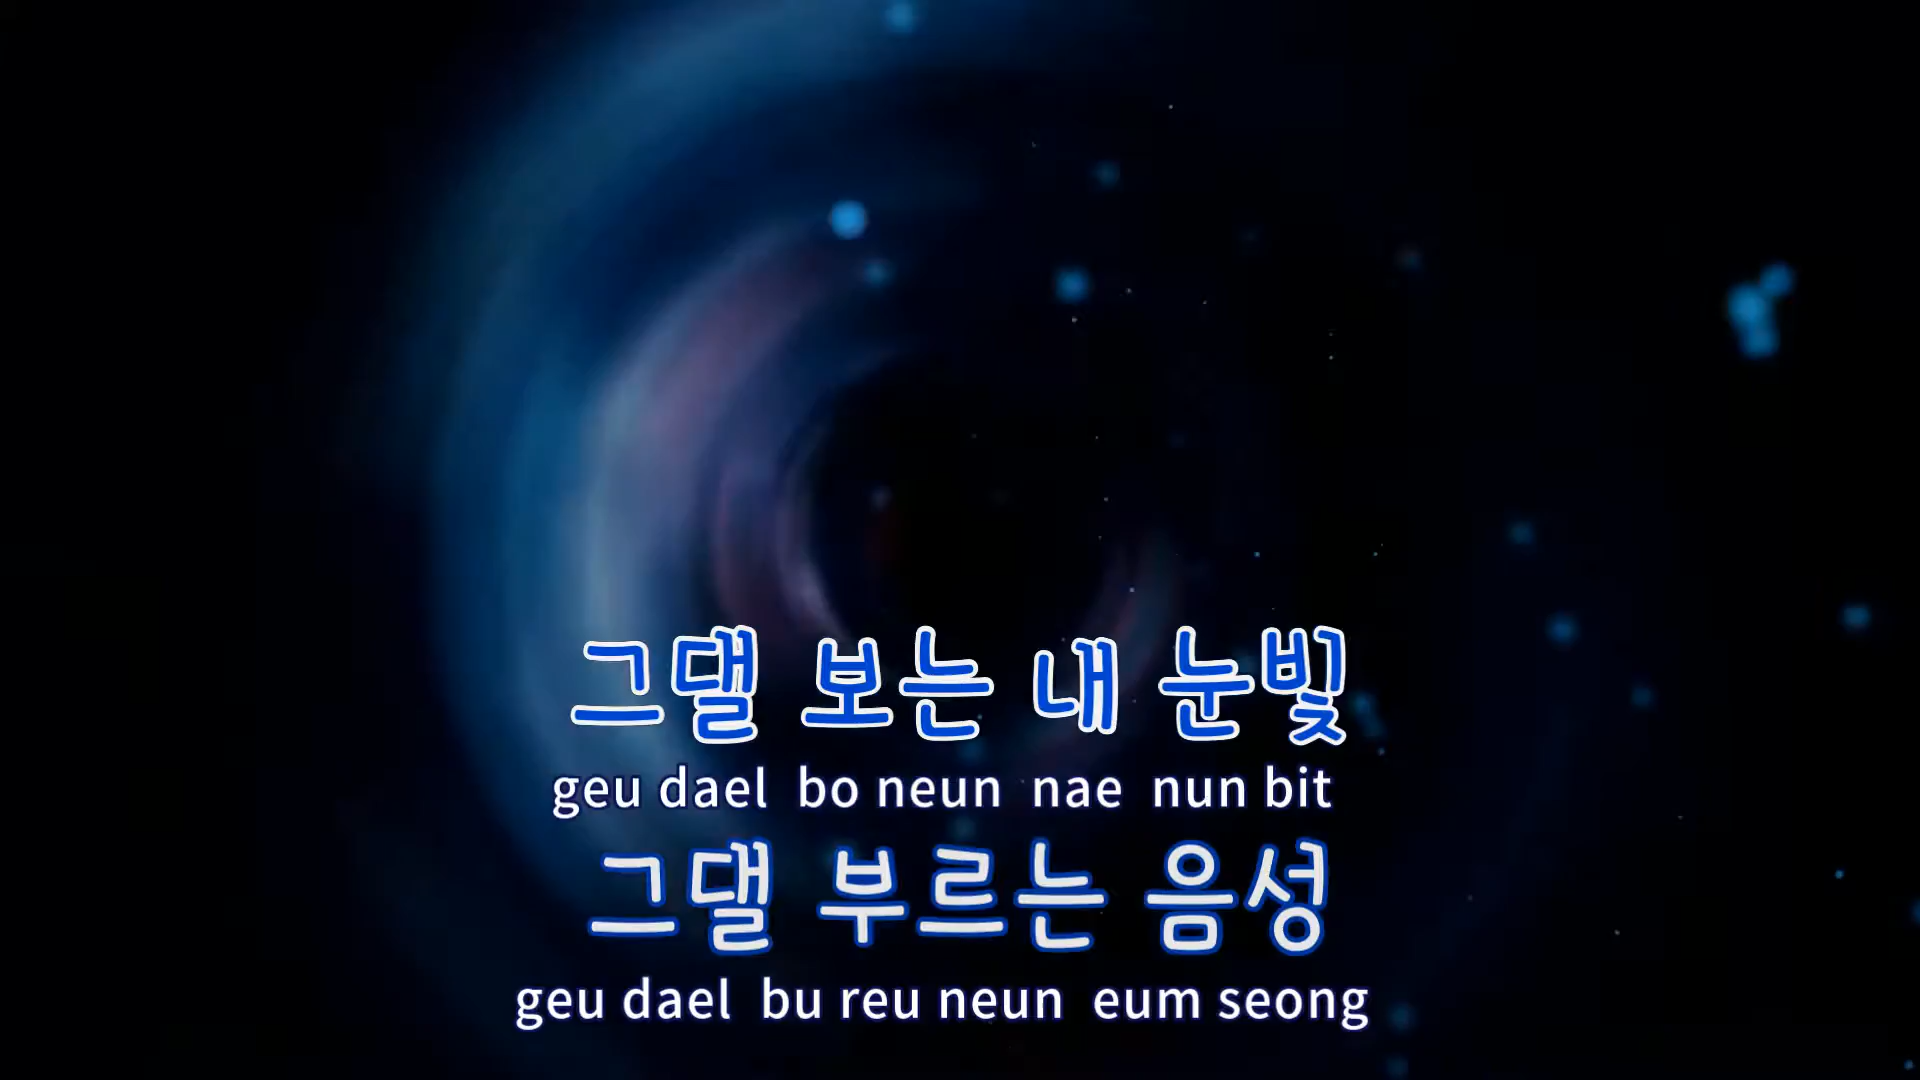 그댈 보는 내 눈빛
geu dael bo neun nae nun bit
그댈 부르는 음성
geu dael bu reu neun eum seong